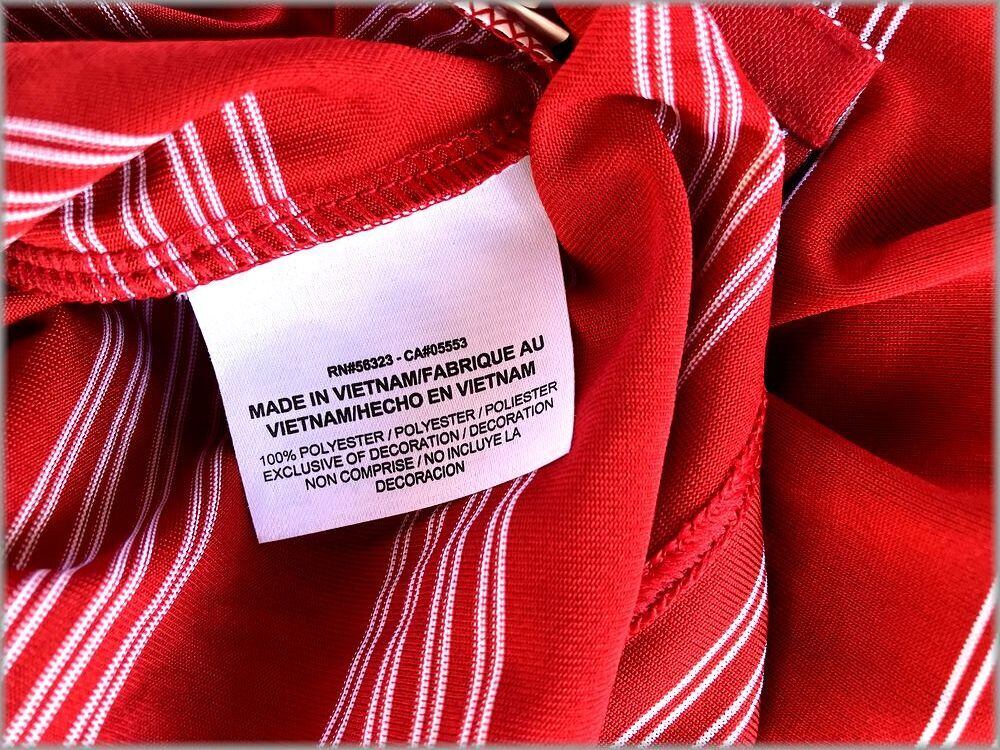 RN#56323 - CA#05553
MADE IN VIETNAM/FABRIQUE AU
VIETNAM/HECHO EN VIETNAM
100% POLYESTER / POLYESTER / POLIESTER
EXCLUSIVE OF DECORATION / DECORATION
NON COMPRISE / NO INCLUYE LA
DECORACION